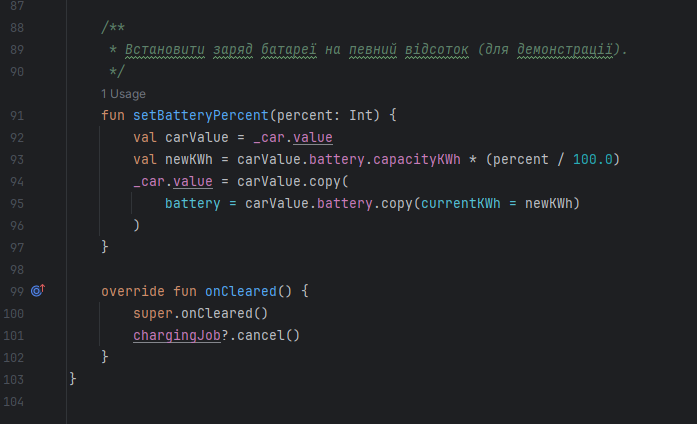 87
88 /**
89 * Встановити заряд батареї на певний відсоток (для демонстрації).
90 */
1 Usage
91 fun setBatteryPercent(percent: Int) {
92 val carValue = _car.value
93 val newKWh = carValue.battery.capacityKWh * (percent / 100.0)
94 _car.value = carValue.copy(
95 battery = carValue.battery.copy(currentKWh = newKWh)
96 )
97 }
98
99 override fun onCleared() {
100 super.onCleared()
101 chargingJob?.cancel()
102 }
103 }
104